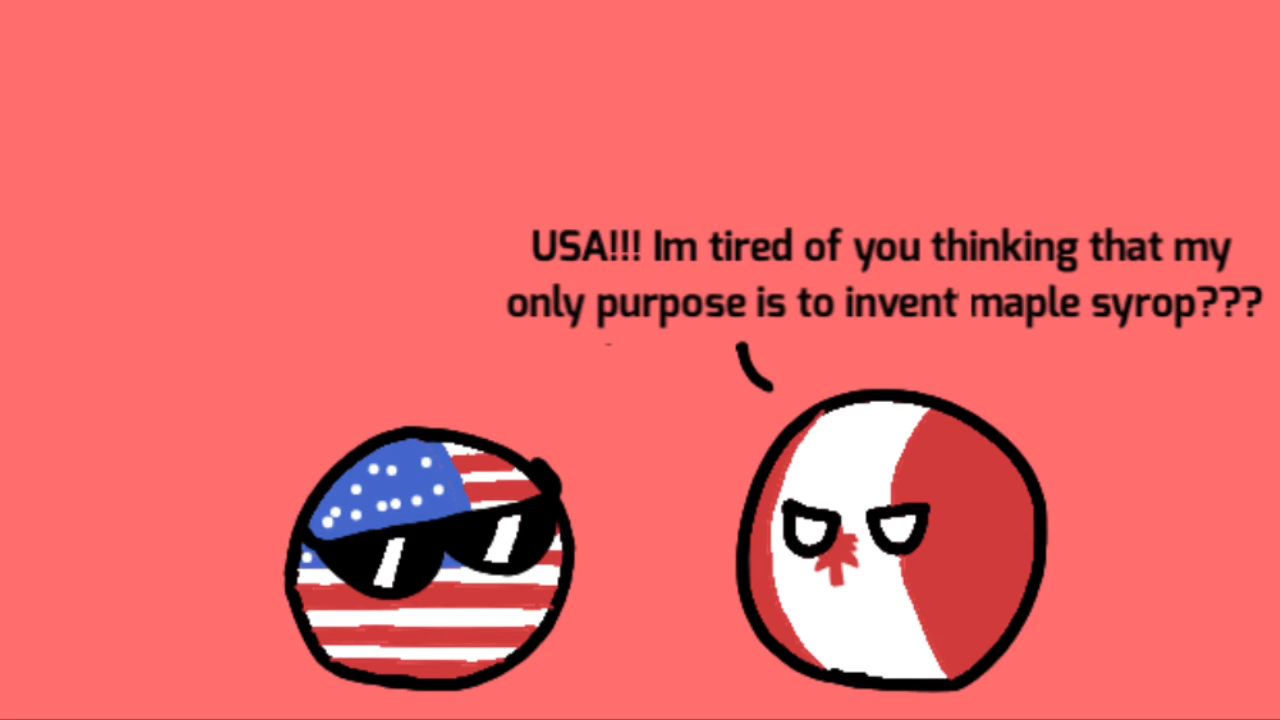 USA!!! Im tired of you thinking that my
only purpose is to invent maple syrop???